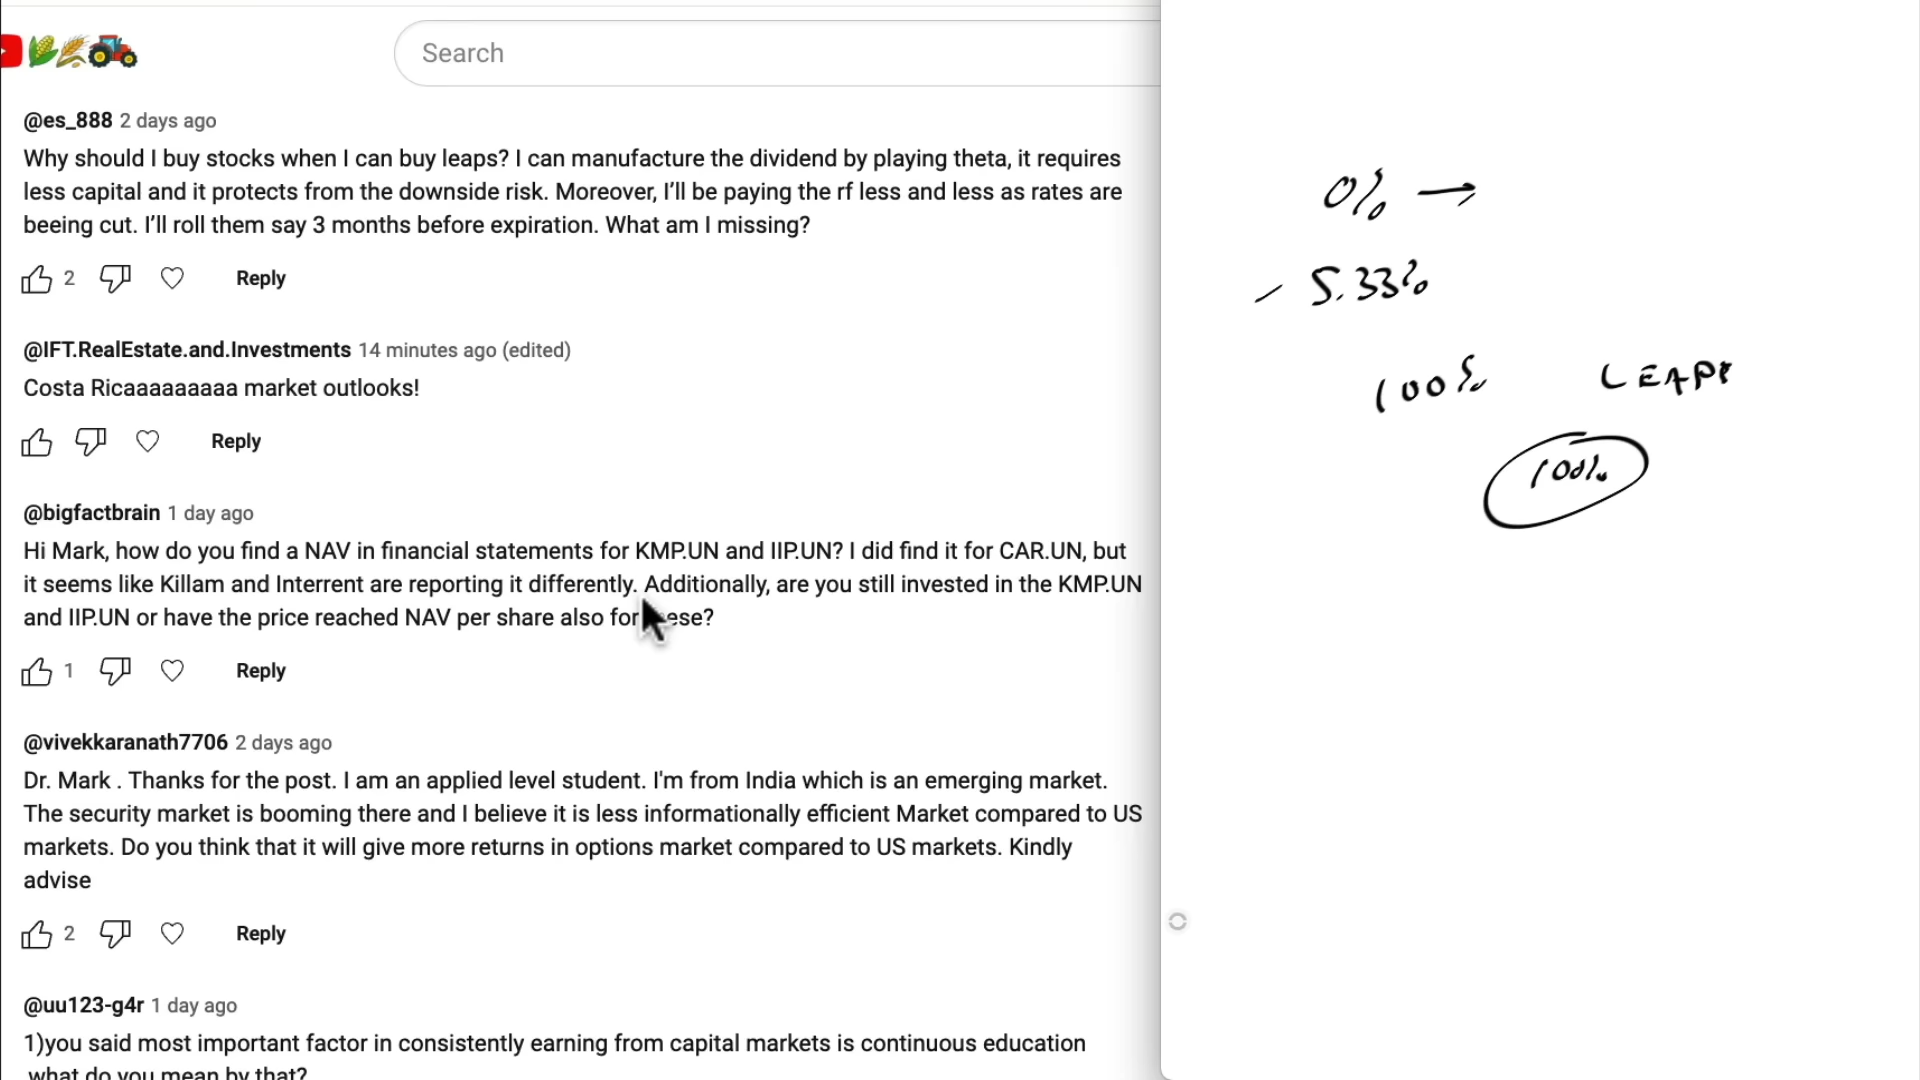 Search
@es_888 2 days ago
Why should I buy stocks when I can buy leaps? I can manufacture the dividend by playing theta, it requires
less capital and it protects from the downside risk. Moreover, I'll be paying the rf less and less as rates are
beeing cut. I'll roll them say 3 months before expiration. What am I missing?
2 Reply
@IFT.RealEstate.and.Investments 14 minutes ago (edited)
Costa Ricaaaaaaaaa market outlooks!
Reply
@bigfactbrain 1 day ago
Hi Mark, how do you find a NAV in financial statements for KMP.UN and IIP.UN? I did find it for CAR.UN, but
it seems like Killam and Interrent are reporting it differently. Additionally, are you still invested in the KMP.UN
and IIP.UN or have the price reached NAV per share also for these?
1 Reply
@vivekkaranath7706 2 days ago
Dr. Mark . Thanks for the post. I am an applied level student. I'm from India which is an emerging market.
The security market is booming there and I believe it is less informationally efficient Market compared to US
markets. Do you think that it will give more returns in options market compared to US markets. Kindly
advise
2 Reply
@uu123-g4r 1 day ago
1)you said most important factor in consistently earning from capital markets is continuous education
what do you mean by that?
0% →
- 5.33%
100% LEAPS
100%